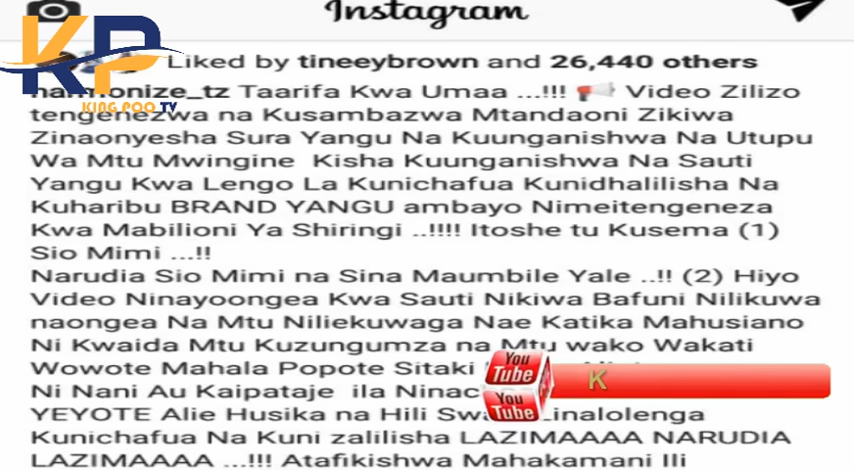 Instagram
KP
KING POQ TV
Liked by tineeybrown and 26,440 others
harmonize_tz Taarifa Kwa Umaa ...!!! Video Zilizo
tengenezwa na Kusambazwa Mtandaoni Zikiwa
Zinaonyesha Sura Yangu Na Kuunganishwa Na Utupu
Wa Mtu Mwingine Kisha Kuunganishwa Na Sauti
Yangu Kwa Lengo La Kunichafua Kunidhalilisha Na
Kuharibu BRAND YANGU ambayo Nimeitengeneza
Kwa Mabilioni Ya Shiringi ..!!!! Itoshe tu Kusema (1)
Sio Mimi ...!!
Narudia Sio Mimi na Sina Maumbile Yale ..!! (2) Hiyo
Video Ninayoongea Kwa Sauti Nikiwa Bafuni Nilikuwa
naongea Na Mtu Niliekuwaga Nae Katika Mahusiano
Ni Kwaida Mtu Kuzungumza na Mtu wako Wakati
Wowote Mahala Popote Sitaki
Ni Nani Au Kaipataje ila
You Tube
K
You Tube
YEYOTE Alie Husika na Hili
Kunichafua Na Kuni zalilisha LAZIMAAAA NARUDIA
LAZIMAAAA ...!!! Atafikishwa Mahakamani Ili